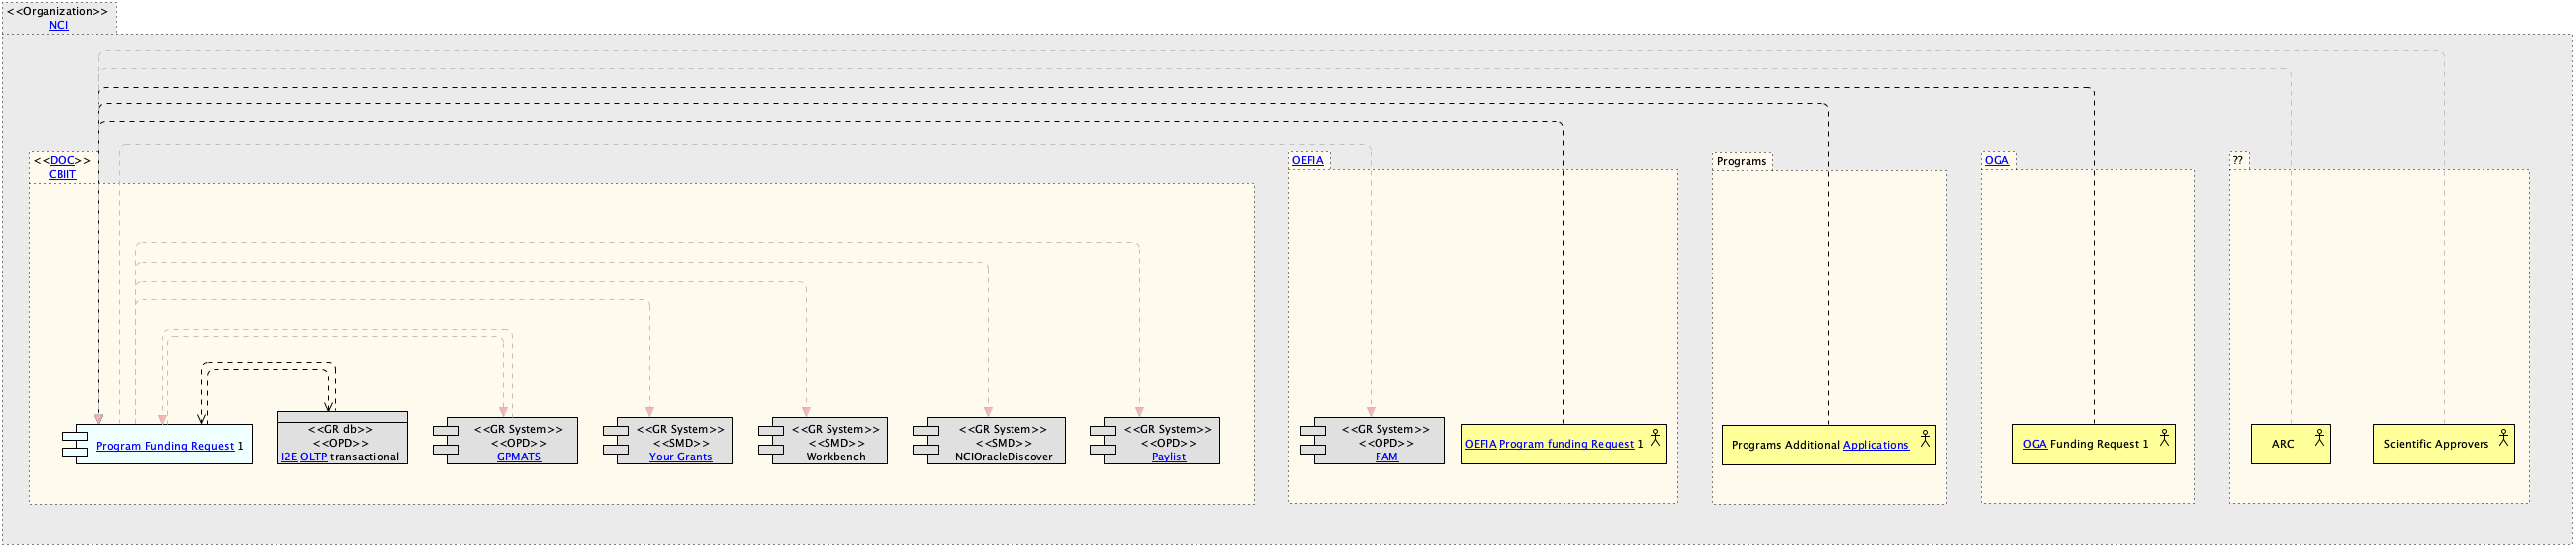 <<Organization>>
NCI
<<DOC>>
CBIIT
OEFIA
Programs
OGA
??
Program Funding Request 1
<<GR db>>
<<OPD>>
I2E OLTP transactional
<<GR System>>
<<OPD>>
GPMATS
<<GR System>>
<<SMD>>
Your Grants
<<GR System>>
<<SMD>>
Workbench
<<GR System>>
<<SMD>>
NCIOracleDiscover
<<GR System>>
<<OPD>>
Paylist
<<GR System>>
<<OPD>>
FAM
OEFIA Program funding Request 1
Programs Additional Applications
OGA Funding Request 1
ARC
Scientific Approvers